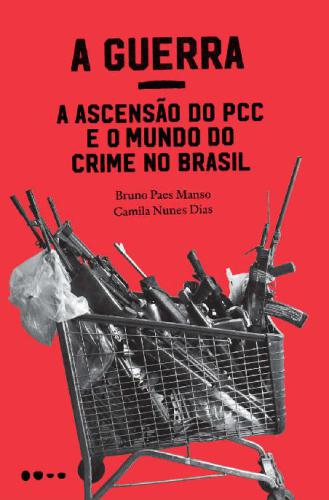 A GUERRA
A ASCENSÃO DO PCC
E O MUNDO DO
CRIME NO BRASIL
Bruno Paes Manso
Camila Nunes Dias